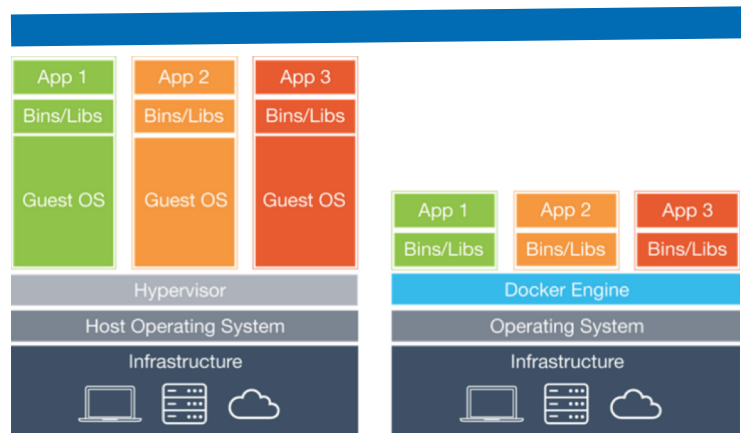 App 1
App 2
App 3
Bins/Libs
Bins/Libs
Bins/Libs
Guest OS
Guest OS
Guest OS
Hypervisor
Host Operating System
Infrastructure
App 1
App 2
App 3
Bins/Libs
Bins/Libs
Bins/Libs
Docker Engine
Operating System
Infrastructure